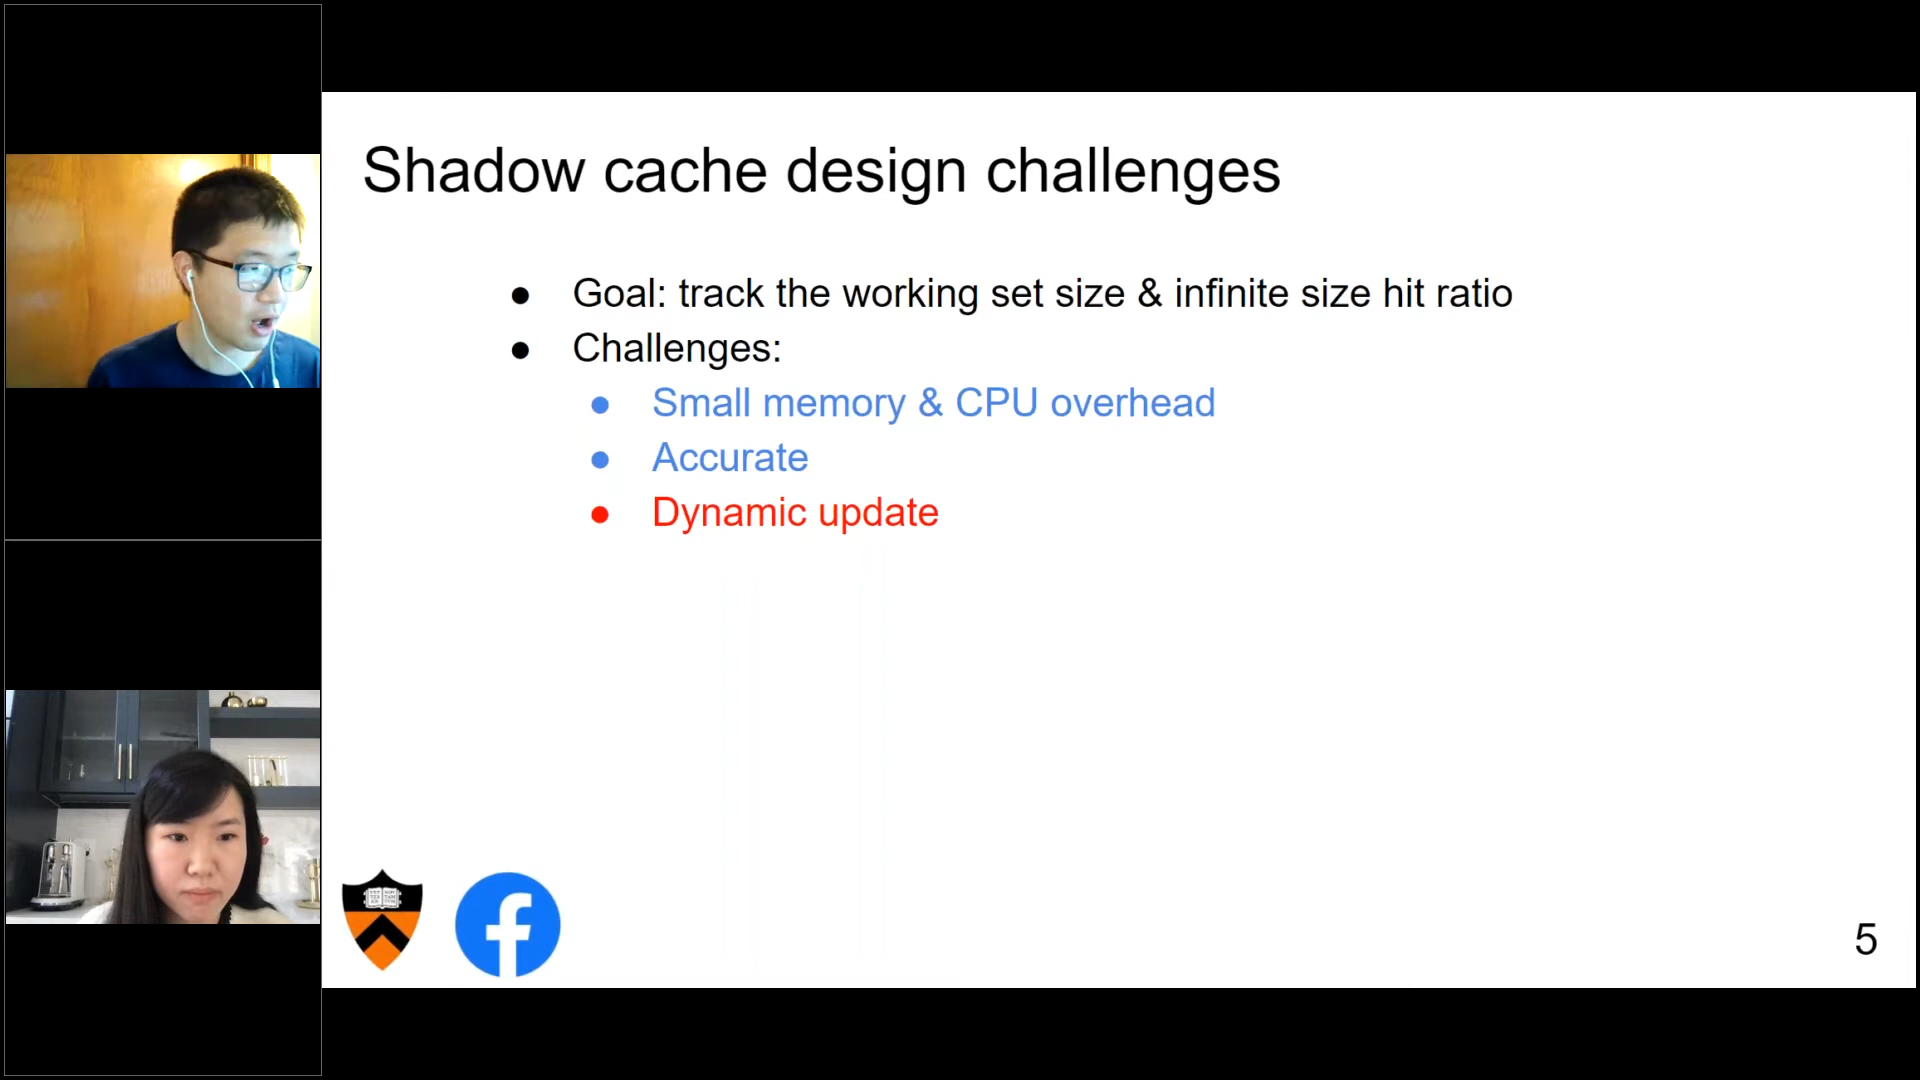 Shadow cache design challenges
● Goal: track the working set size & infinite size hit ratio
● Challenges:
● Small memory & CPU overhead
● Accurate
● Dynamic update
5